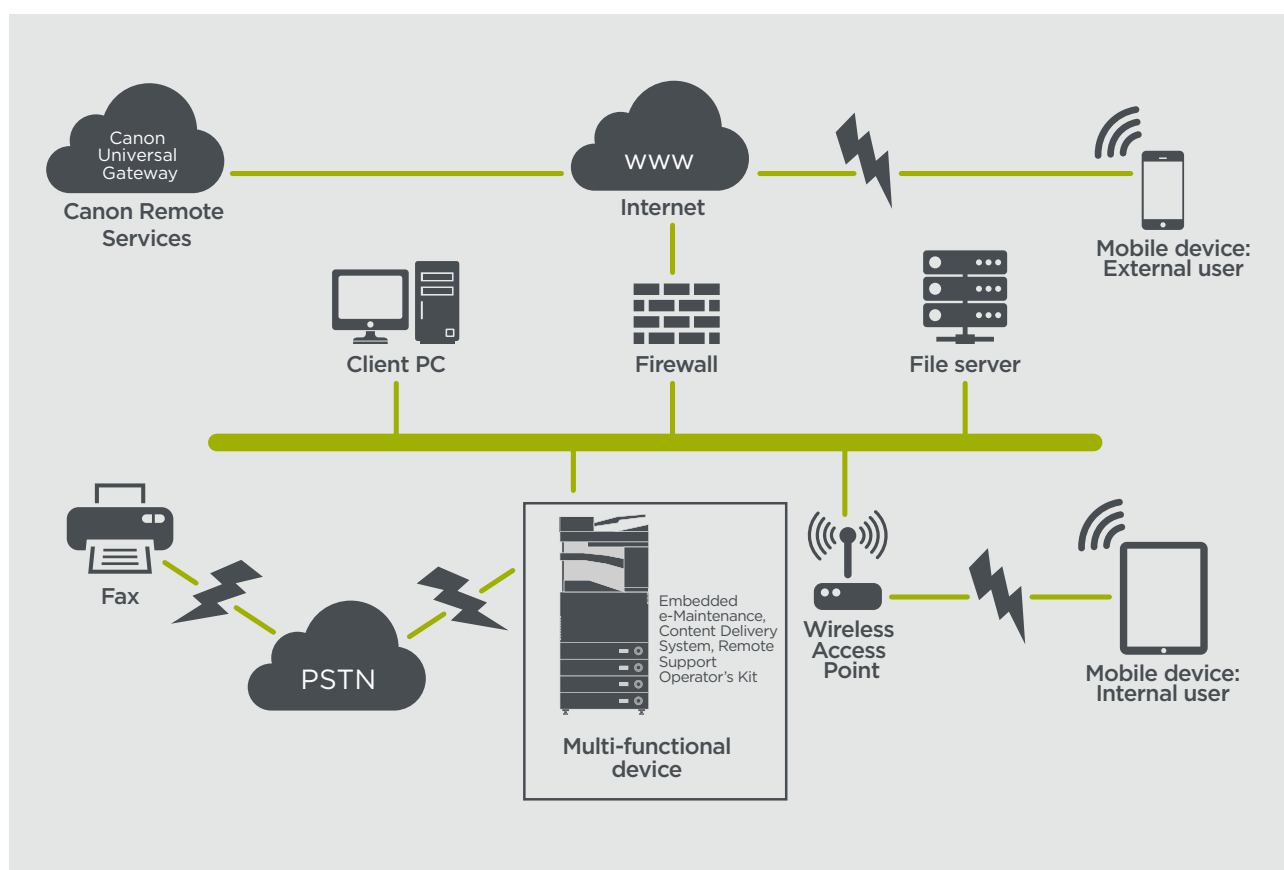 Canon
Universal
Gateway
Canon Remote
Services
www
Internet
Mobile device:
External user
Client PC
Firewall
File server
Fax
PSTN
Embedded
e-Maintenance,
Content Delivery
System, Remote
Support
Operator’s Kit
Multi-functional
device
Wireless
Access
Point
Mobile device:
Internal user